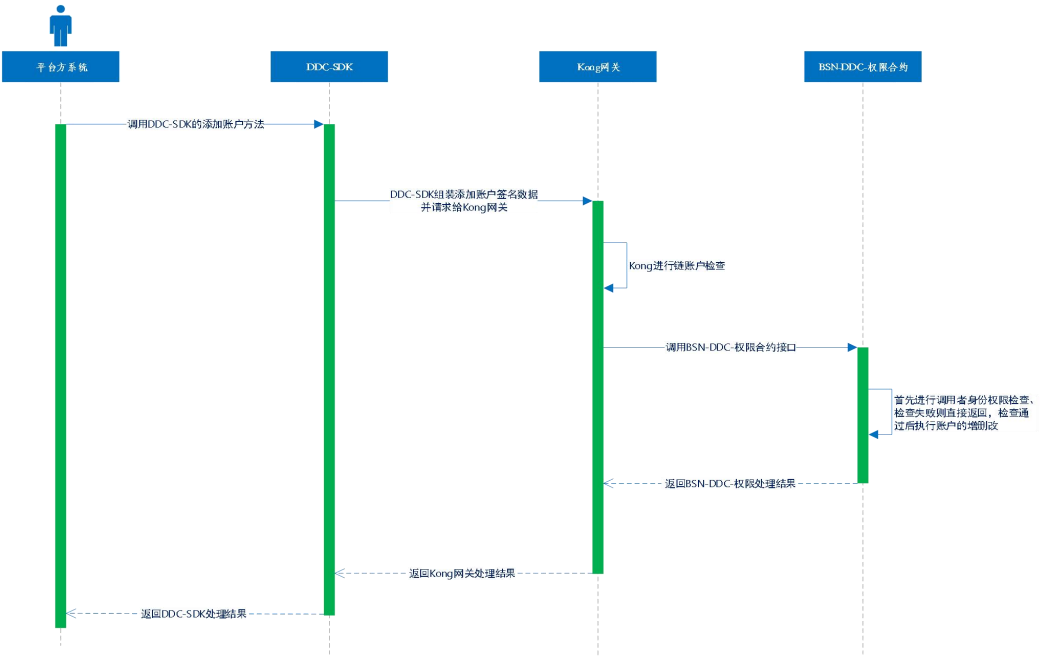 平台方系统
DDC-SDK
Kong网关
BSN-DDC-权限合约
调用DDC-SDK的添加账户方法
DDC-SDK组装添加账户签名数据
并请求给Kong网关
Kong进行链账户检查
调用BSN-DDC-权限合约接口
首先进行调用者身份权限检查、
检查失败则直接返回，检查通
过后执行账户的增删改
返回BSN-DDC-权限处理结果
返回Kong网关处理结果
返回DDC-SDK处理结果